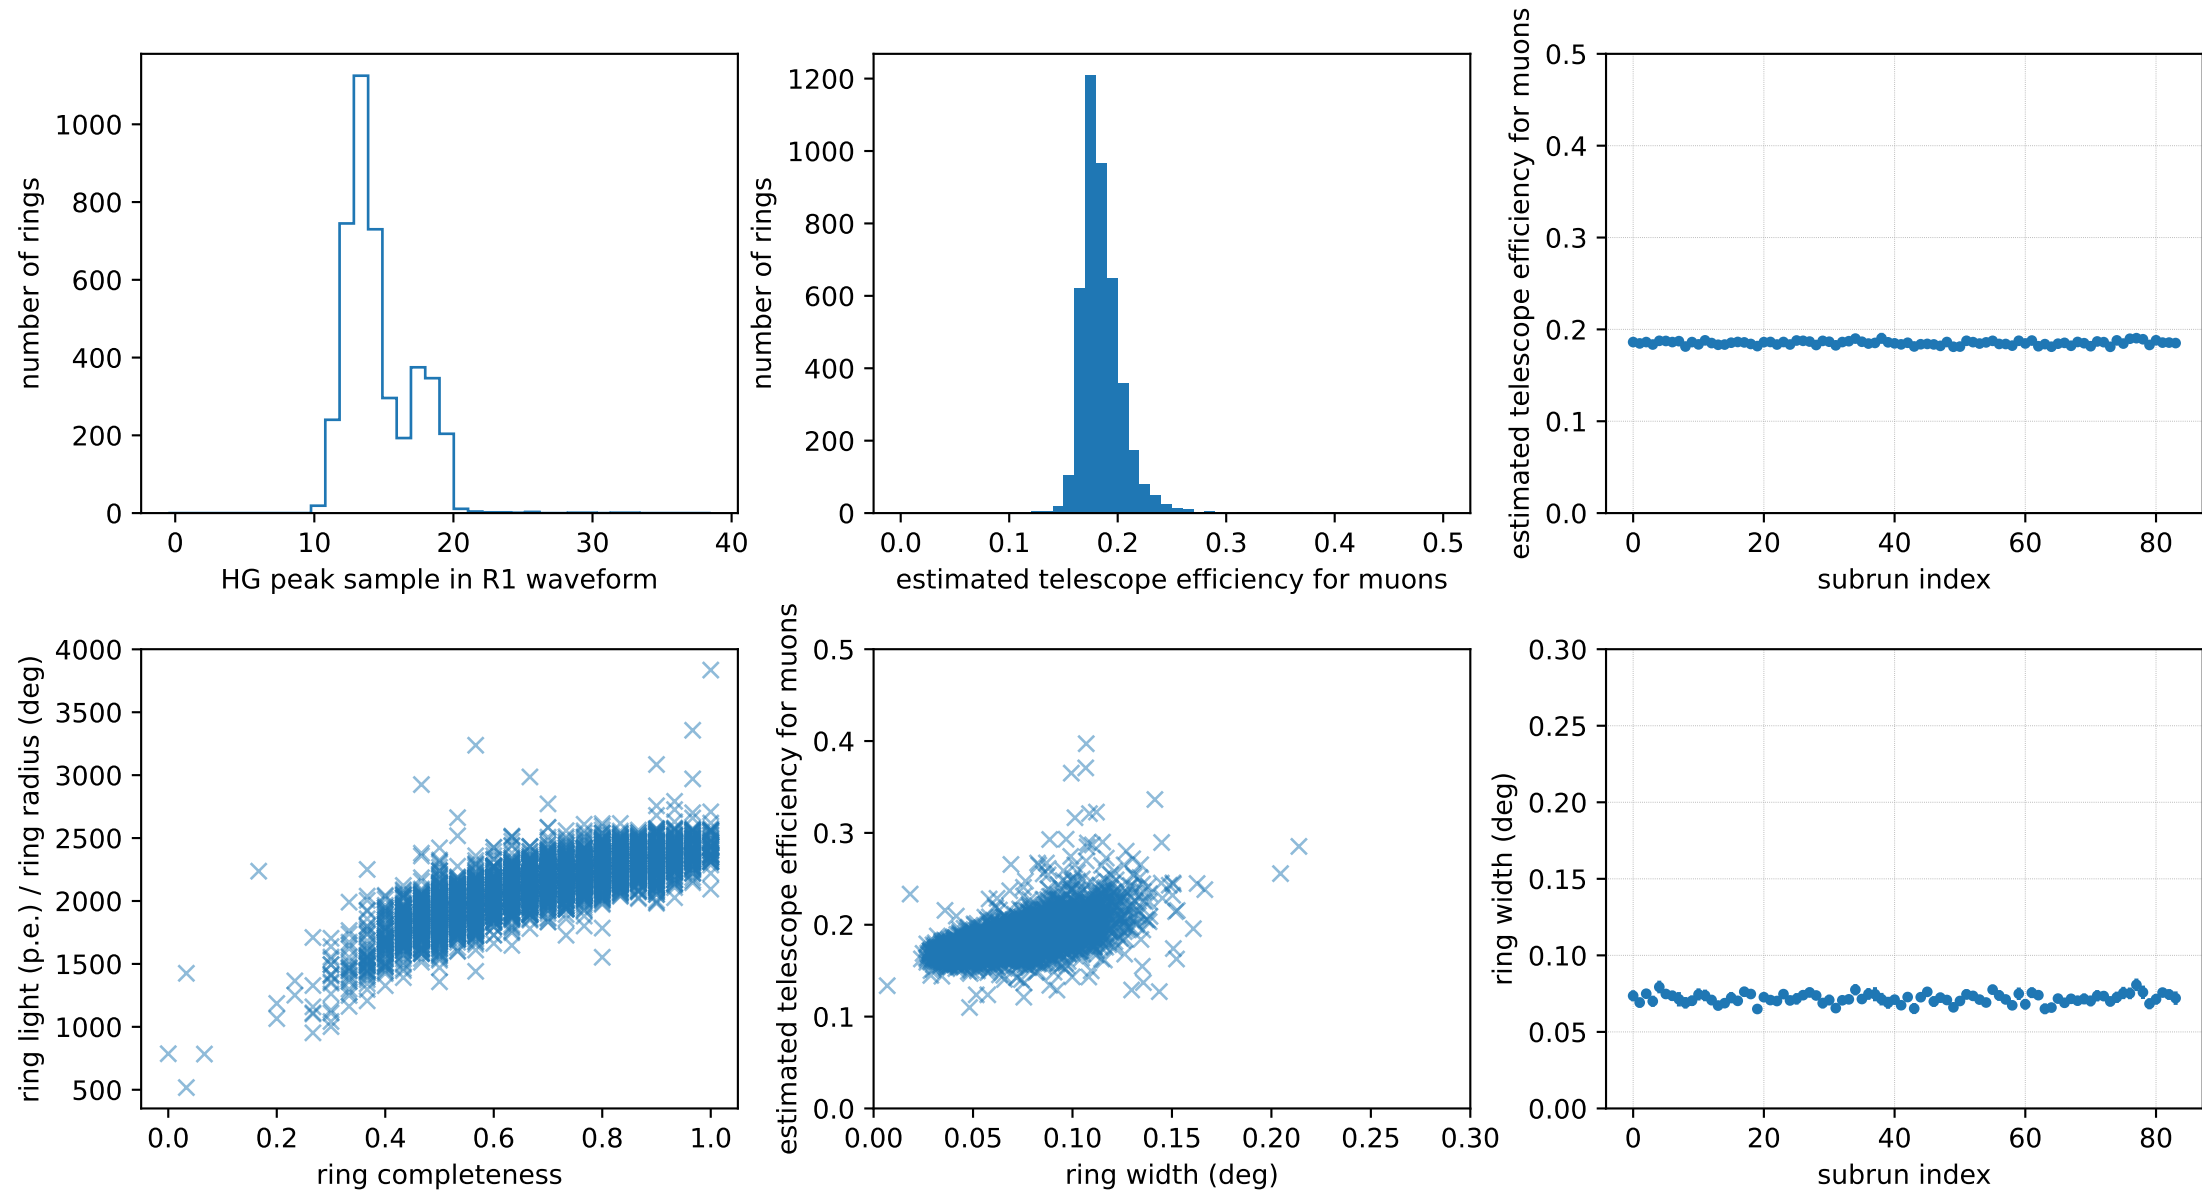 1000
800
600
400
200
0
number of rings
0 10 20 30 40
HG peak sample in R1 waveform
1200
1000
800
600
400
200
0
number of rings
0.0 0.1 0.2 0.3 0.4 0.5
estimated telescope efficiency for muons
0.5
0.4
0.3
0.2
0.1
0.0
estimated telescope efficiency for muons
0 20 40 60 80
subrun index
4000
3500
3000
2500
2000
1500
1000
500
ring light (p.e.) / ring radius (deg)
0.0 0.2 0.4 0.6 0.8 1.0
ring completeness
0.5
0.4
0.3
0.2
0.1
0.0
estimated telescope efficiency for muons
0.00 0.05 0.10 0.15 0.20 0.25 0.30
ring width (deg)
0.30
0.25
0.20
0.15
0.10
0.05
0.00
ring width (deg)
0 20 40 60 80
subrun index